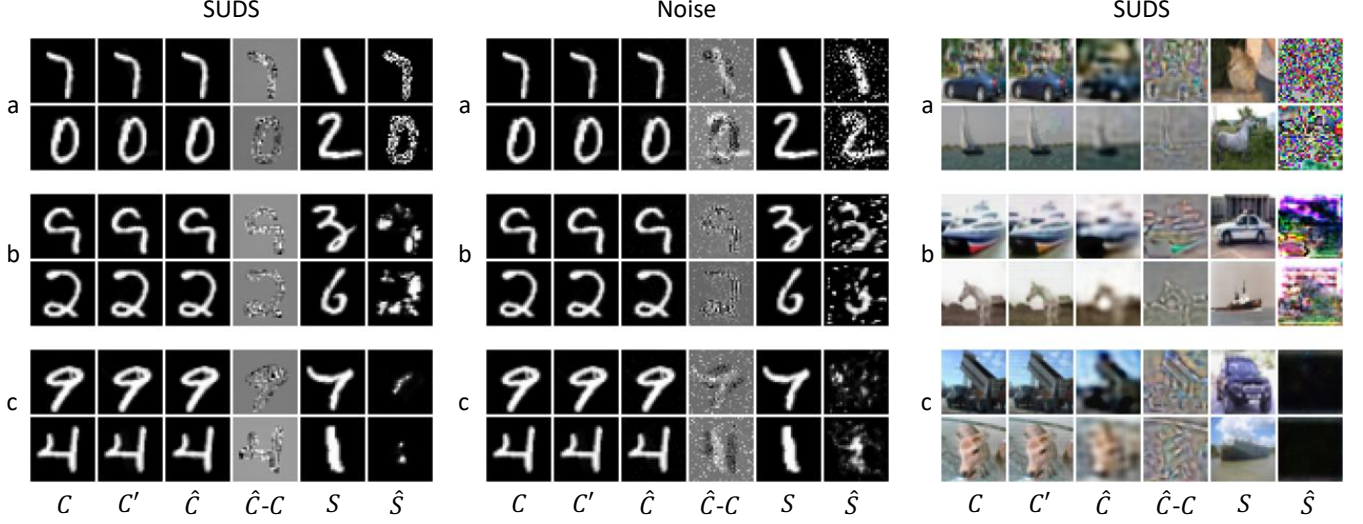 SUDS Noise SUDS
a a a
b b b
c c c
C C′ Ĉ Ĉ-C S Ŝ C C′ Ĉ Ĉ-C S Ŝ C C′ Ĉ Ĉ-C S Ŝ